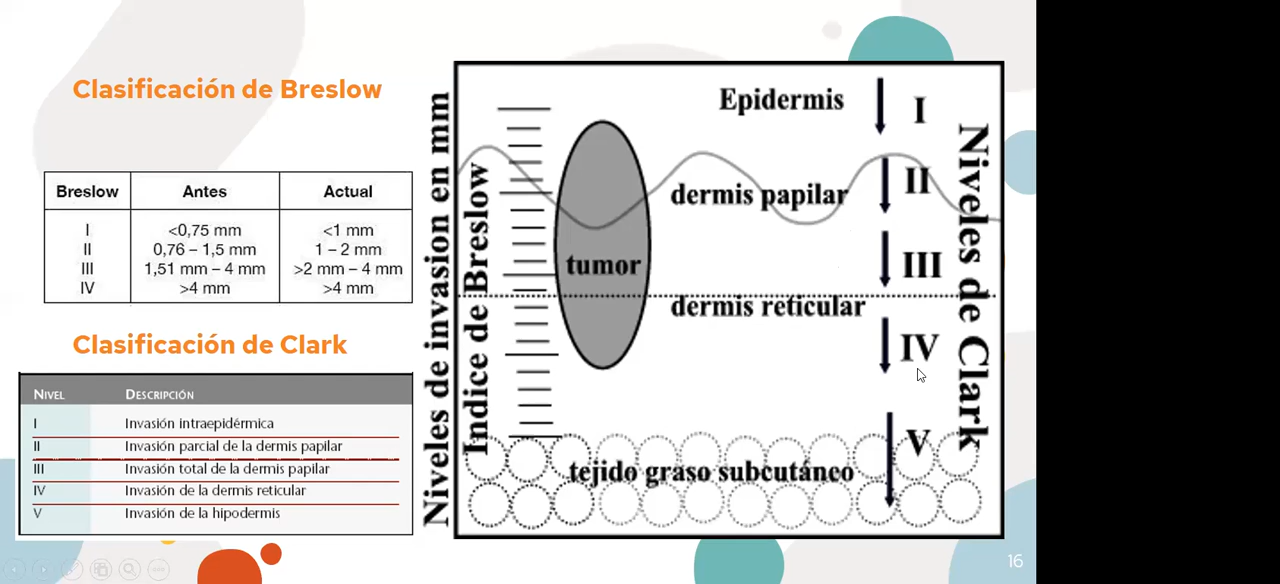 Clasificación de Breslow
Breslow Antes Actual
I <0,75 mm <1 mm
II 0,76 – 1,5 mm 1 – 2 mm
III 1,51 mm – 4 mm >2 mm – 4 mm
IV >4 mm >4 mm
Clasificación de Clark
NIVEL DESCRIPCIÓN
I Invasión intraepidérmica
II Invasión parcial de la dermis papilar
III Invasión total de la dermis papilar
IV Invasión de la dermis reticular
V Invasión de la hipodermis
Niveles de invasion en mm
Indice de Breslow
Epidermis
I
dermis papilar
II
tumor
III
dermis reticular
IV
V
tejido graso subcutáneo
Niveles de Clark
16